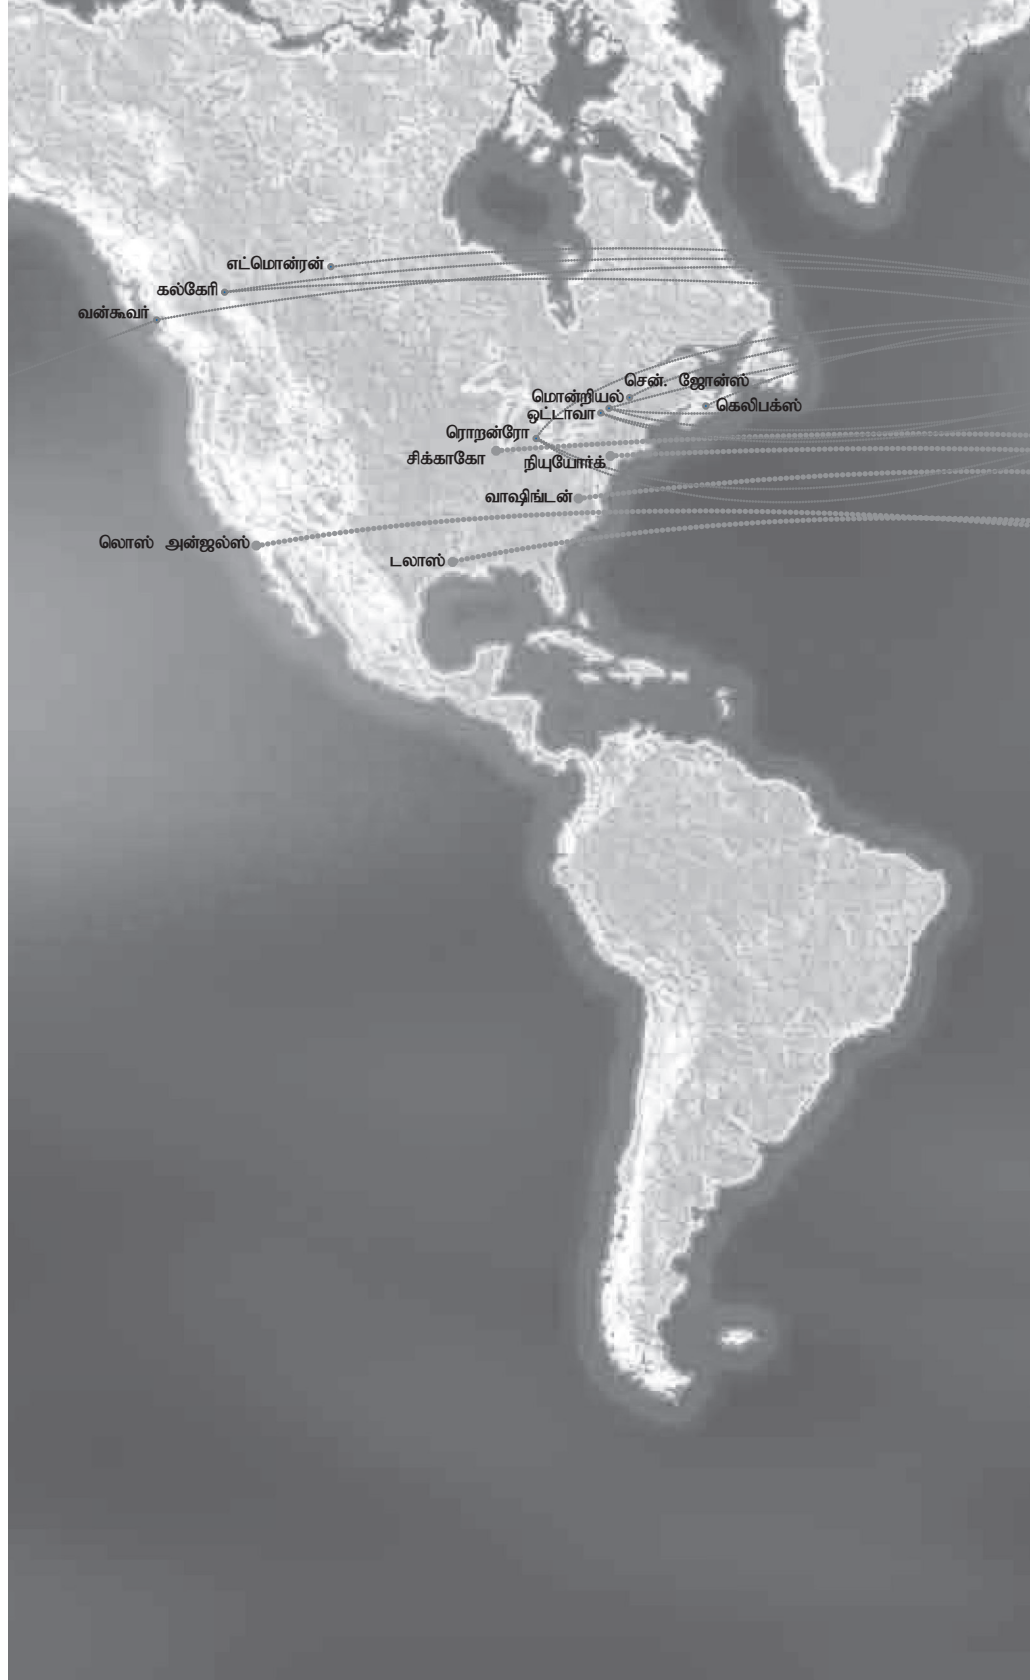 எட்மொன்ரன்
கல்கேரி
வன்கூவர்
சென். ஜோன்ஸ்
மொன்றியல்
ஒட்டாவா
கெலிபக்ஸ்
ரொறன்ரோ
சிக்காகோ
நியுயோர்க்
வாஷிங்டன்
லொஸ் அன்ஜல்ஸ்
டலாஸ்